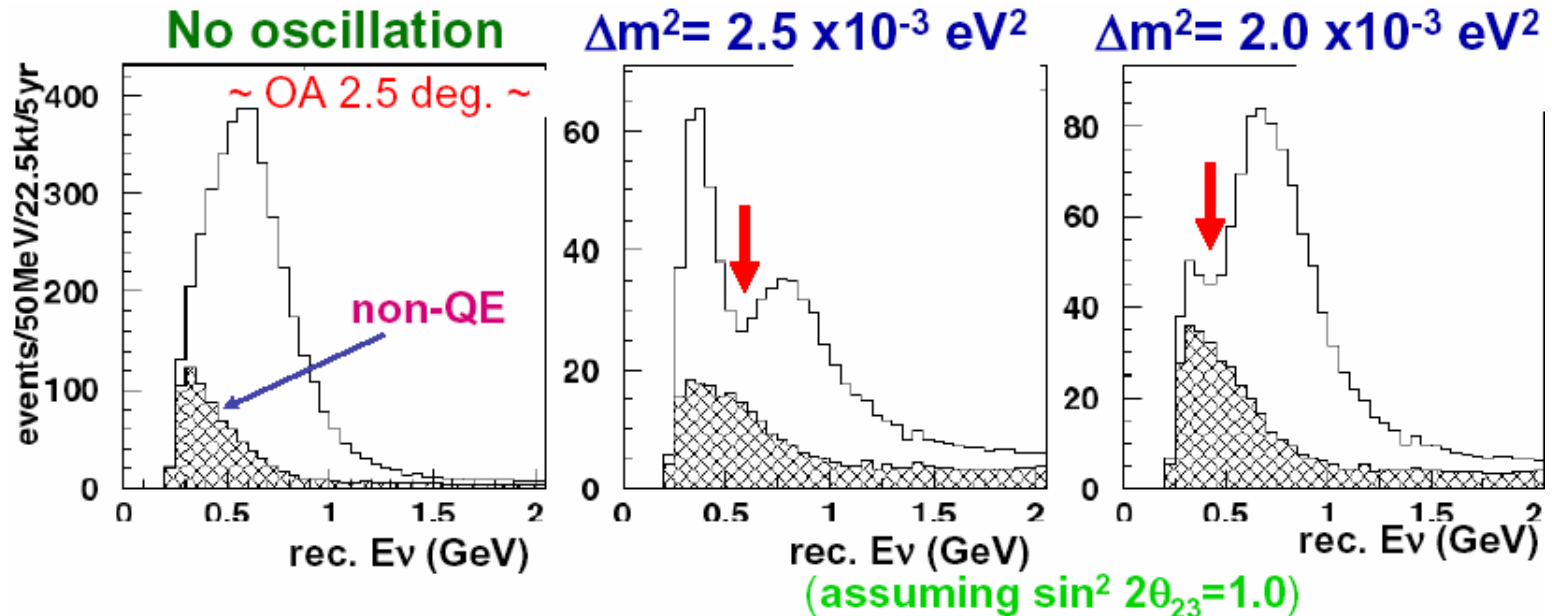 No oscillation
Δm²= 2.5 x10⁻³ eV²
Δm²= 2.0 x10⁻³ eV²
~ OA 2.5 deg. ~
events/50MeV/22.5kt/5yr
400
300
200
100
0
non-QE
0 0.5 1 1.5 2
rec. Eν (GeV)
60
40
20
0
0 0.5 1 1.5 2
rec. Eν (GeV)
80
60
40
20
0
0 0.5 1 1.5 2
rec. Eν (GeV)
(assuming sin² 2θ₂₃=1.0)